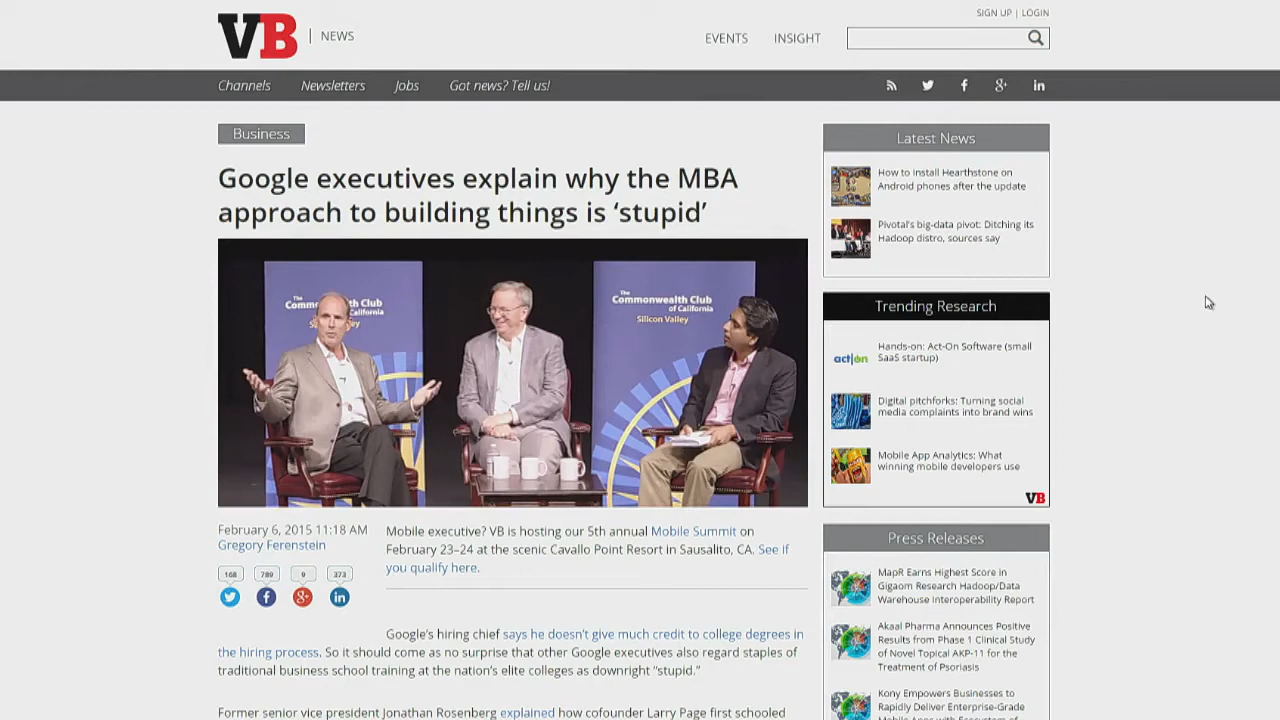 VB | NEWS
EVENTS INSIGHT
SIGN UP | LOGIN
Channels Newsletters Jobs Got news? Tell us!
Business
Google executives explain why the MBA
approach to building things is ‘stupid’
The
Commonwealth Club
of California
Silicon Valley
February 6, 2015 11:18 AM
Gregory Ferenstein
168 789 9 373
Mobile executive? VB is hosting our 5th annual Mobile Summit on
February 23–24 at the scenic Cavallo Point Resort in Sausalito, CA. See if
you qualify here.
Google’s hiring chief says he doesn’t give much credit to college degrees in
the hiring process. So it should come as no surprise that other Google executives also regard staples of
traditional business school training at the nation’s elite colleges as downright “stupid.”
Former senior vice president Jonathan Rosenberg explained how cofounder Larry Page first schooled
Latest News
How to install Hearthstone on
Android phones after the update
Pivotal’s big-data pivot: Ditching its
Hadoop distro, sources say
Trending Research
act|on
Hands-on: Act-On Software (small
SaaS startup)
Digital pitchforks: Turning social
media complaints into brand wins
Mobile App Analytics: What
winning mobile developers use
VB
Press Releases
MapR Earns Highest Score in
Gigaom Research Hadoop/Data
Warehouse Interoperability Report
Akaal Pharma Announces Positive
Results from Phase 1 Clinical Study
of Novel Topical AKP-11 for the
Treatment of Psoriasis
Kony Empowers Businesses to
Rapidly Deliver Enterprise-Grade